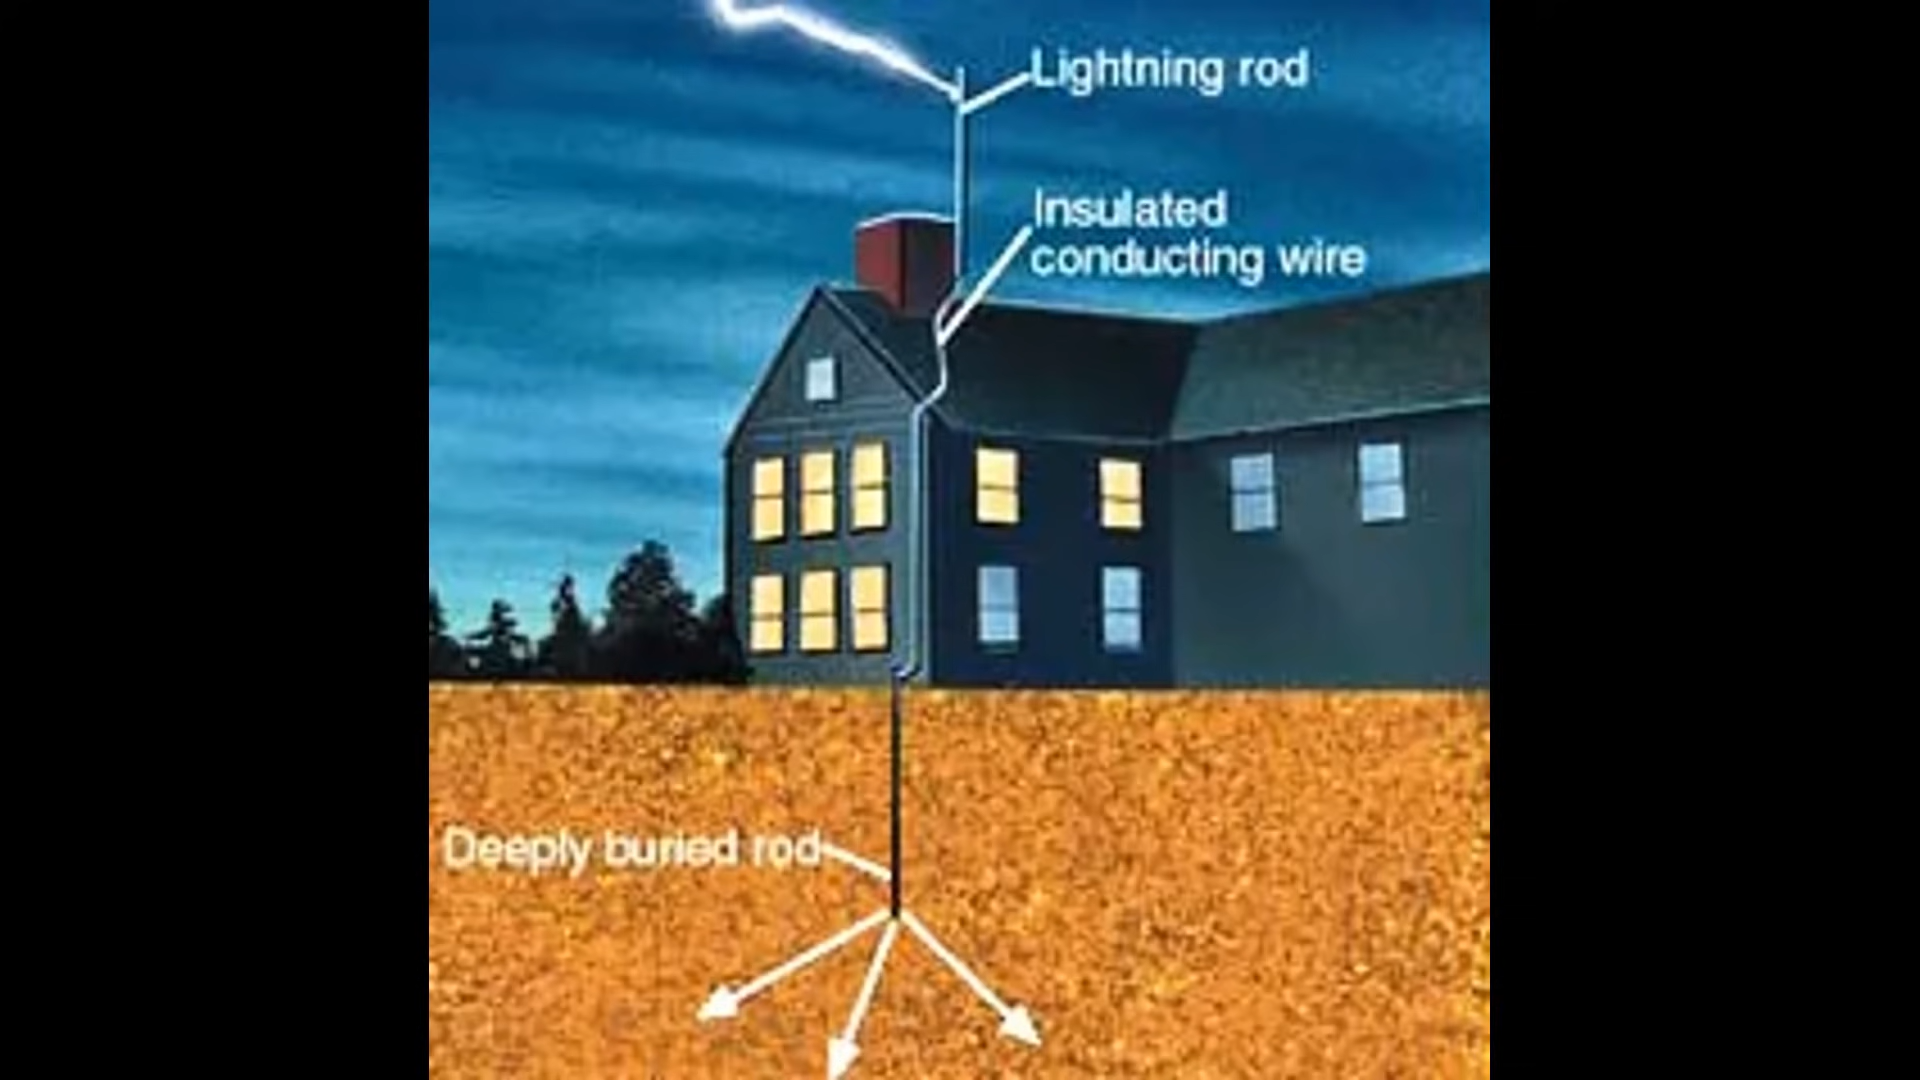 Lightning rod
Insulated
conducting wire
Deeply buried rod